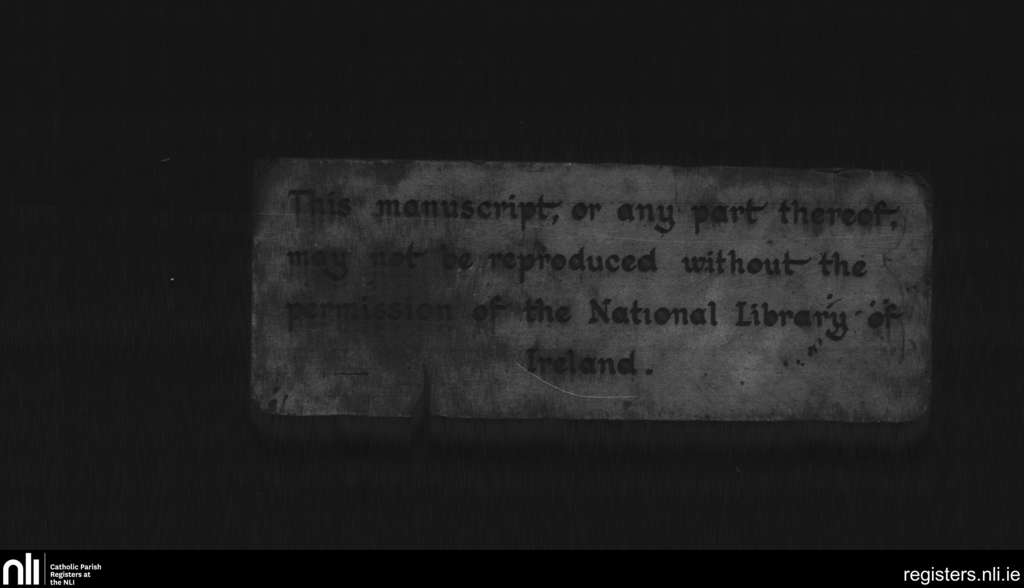 This manuscript, or any part thereof,
may not be reproduced without the
permission of the National Library of
Ireland.
nli
Catholic Parish
Registers at
the NLI
registers.nli.ie